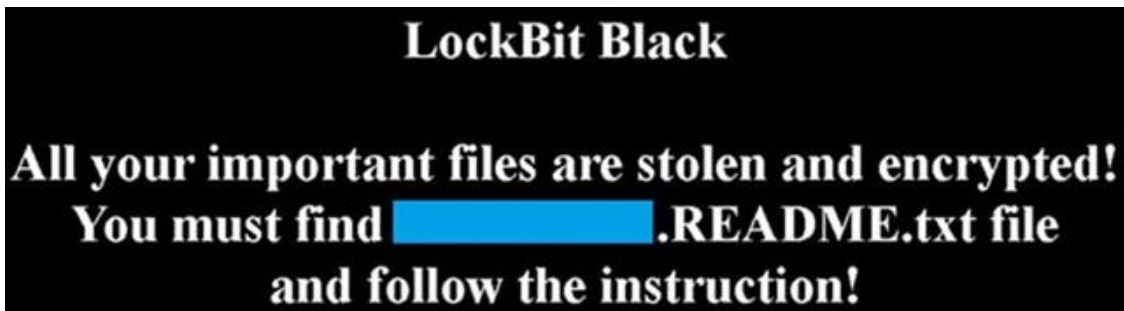 LockBit Black
All your important files are stolen and encrypted!
You must find .README.txt file
and follow the instruction!